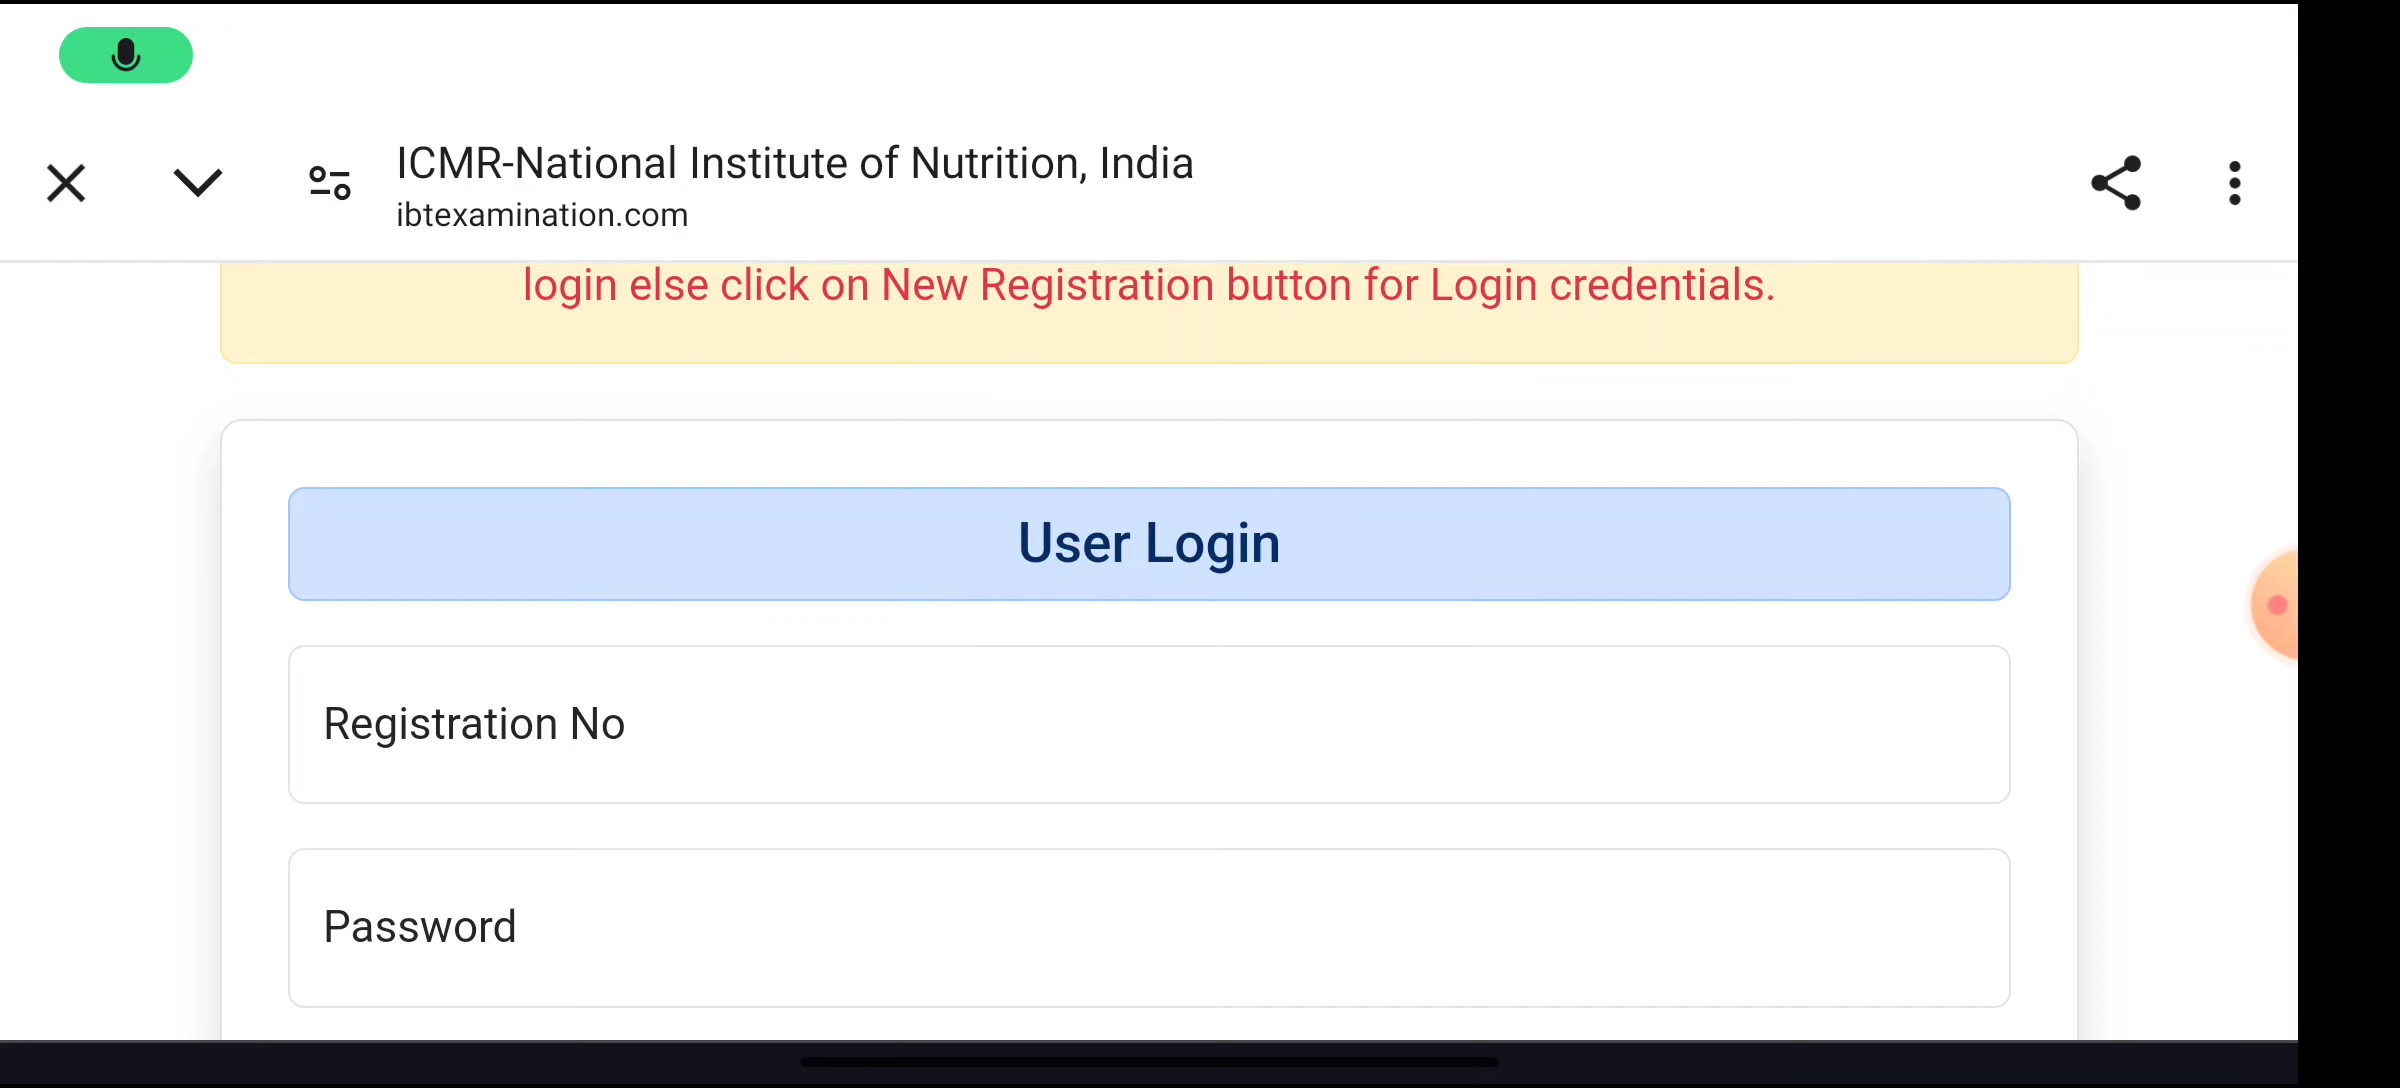 ICMR-National Institute of Nutrition, India
ibtexamination.com
login else click on New Registration button for Login credentials.
User Login
Registration No
Password